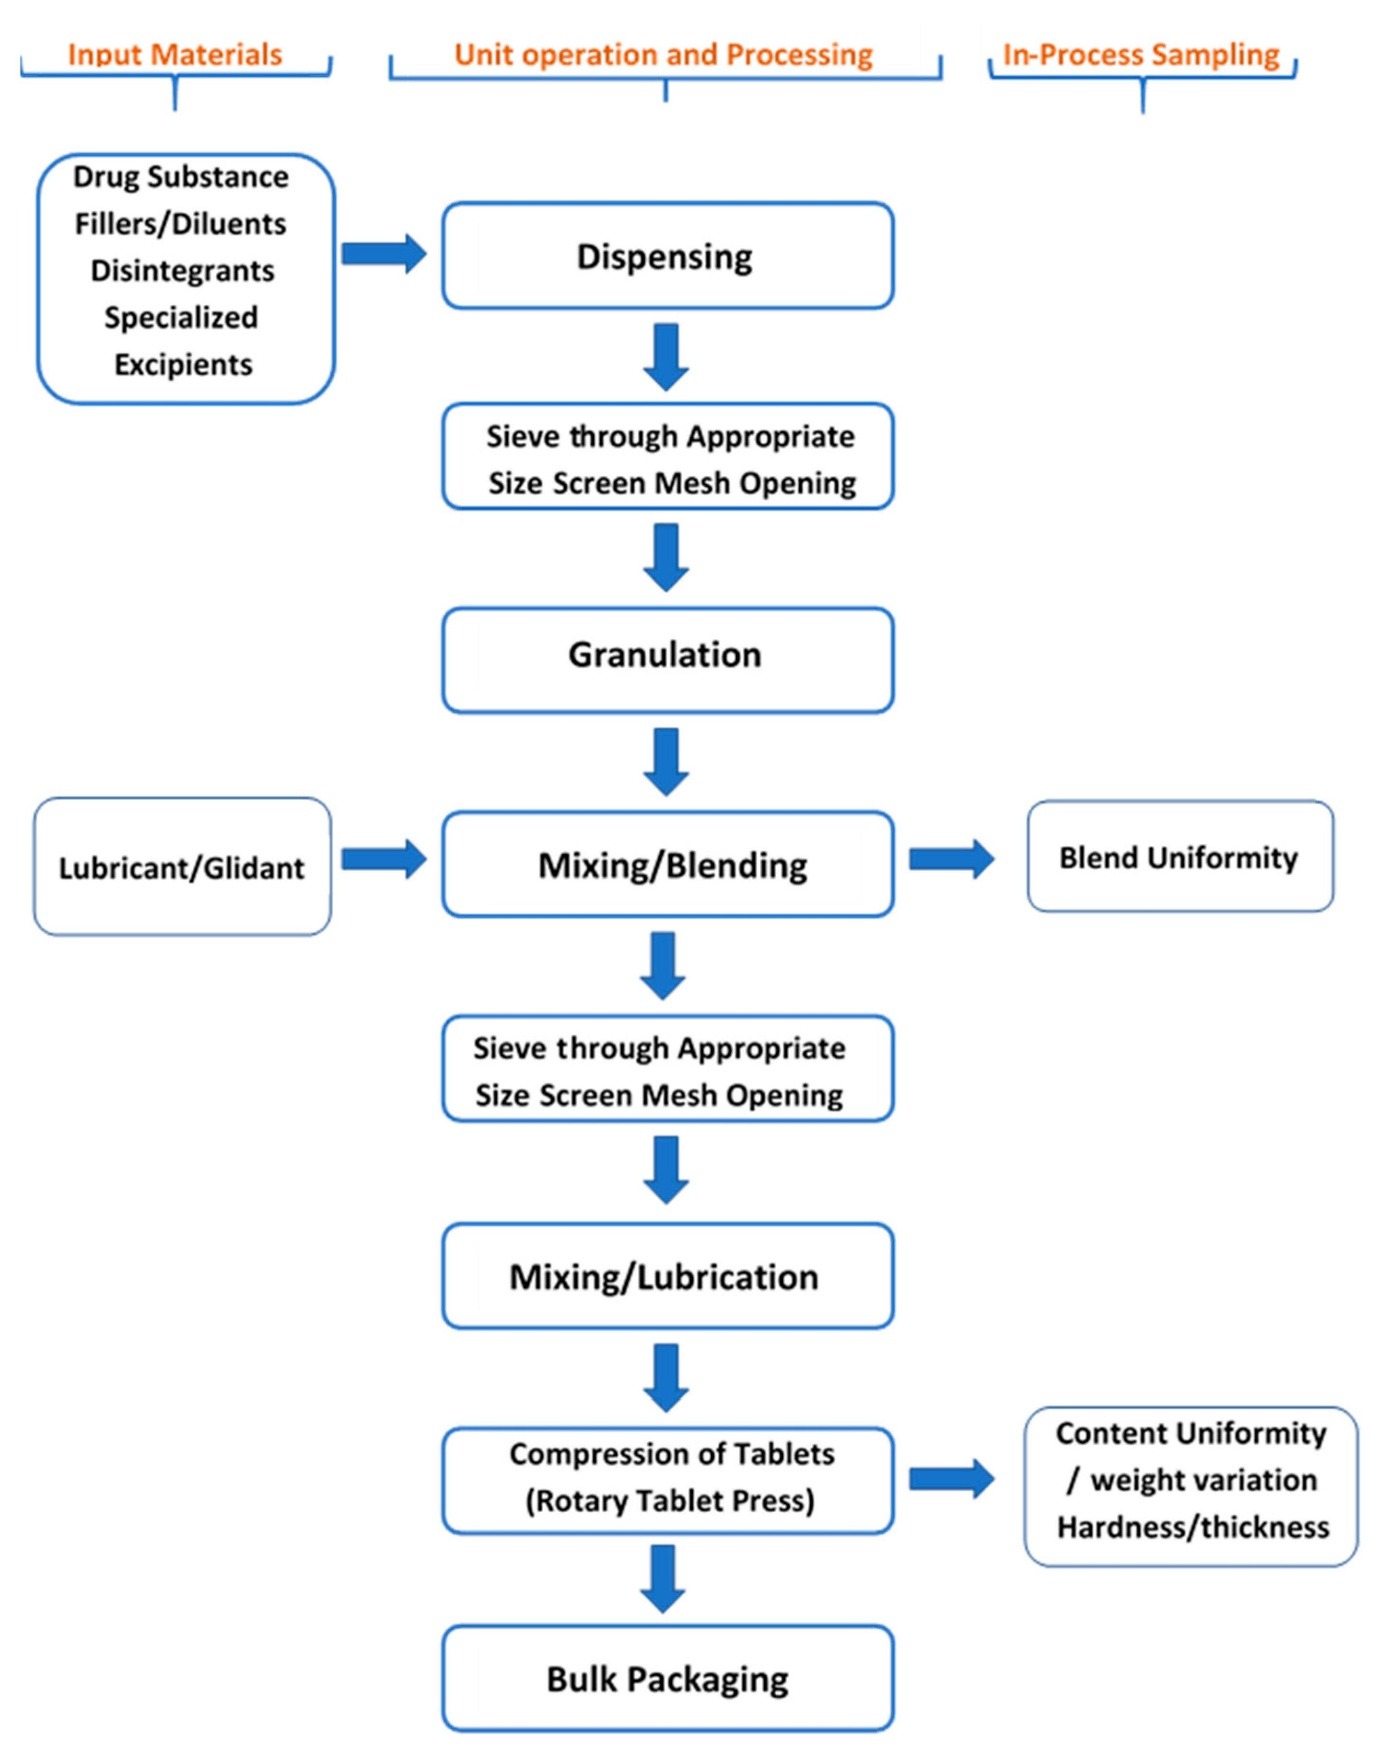 Input Materials
Unit operation and Processing
In-Process Sampling
Drug Substance
Fillers/Diluents
Disintegrants
Specialized
Excipients
Dispensing
Sieve through Appropriate
Size Screen Mesh Opening
Granulation
Lubricant/Glidant
Mixing/Blending
Blend Uniformity
Sieve through Appropriate
Size Screen Mesh Opening
Mixing/Lubrication
Compression of Tablets
(Rotary Tablet Press)
Content Uniformity
/ weight variation
Hardness/thickness
Bulk Packaging